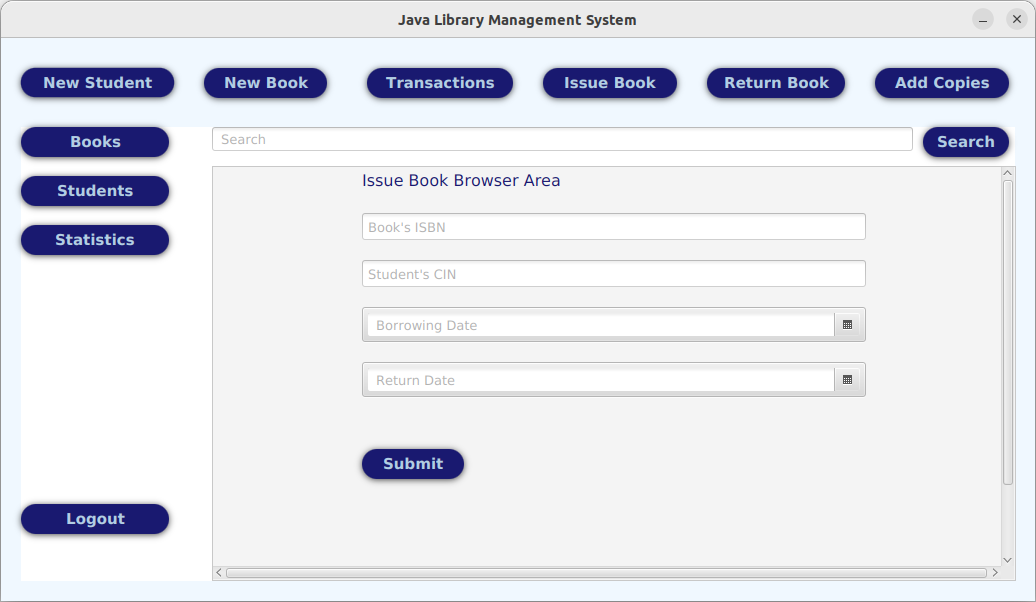 Java Library Management System
New Student
New Book
Transactions
Issue Book
Return Book
Add Copies
Books
Search
Search
Students
Statistics
Logout
Issue Book Browser Area
Book's ISBN
Student's CIN
Borrowing Date
Return Date
Submit